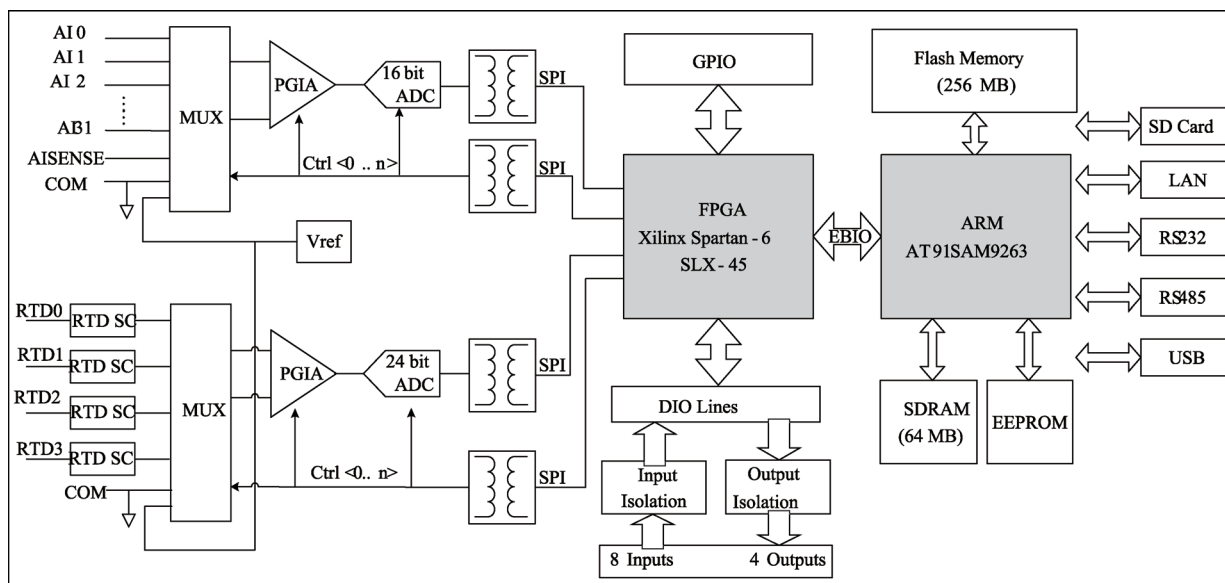 AI 0
AI 1
AI 2
AI31
AISENSE
COM
MUX
PGIA
16 bit
ADC
Ctrl <0 .. n>
SPI
SPI
Vref
RTD0
RTD SC
RTD1
RTD SC
RTD2
RTD SC
RTD3
RTD SC
COM
MUX
PGIA
24 bit
ADC
Ctrl <0.. n>
SPI
SPI
GPIO
FPGA
Xilinx Spartan - 6
SLX - 45
EBIO
DIO Lines
Input
Isolation
Output
Isolation
8 Inputs
4 Outputs
Flash Memory
(256 MB)
ARM
AT91SAM9263
SDRAM
(64 MB)
EEPROM
SD Card
LAN
RS232
RS485
USB